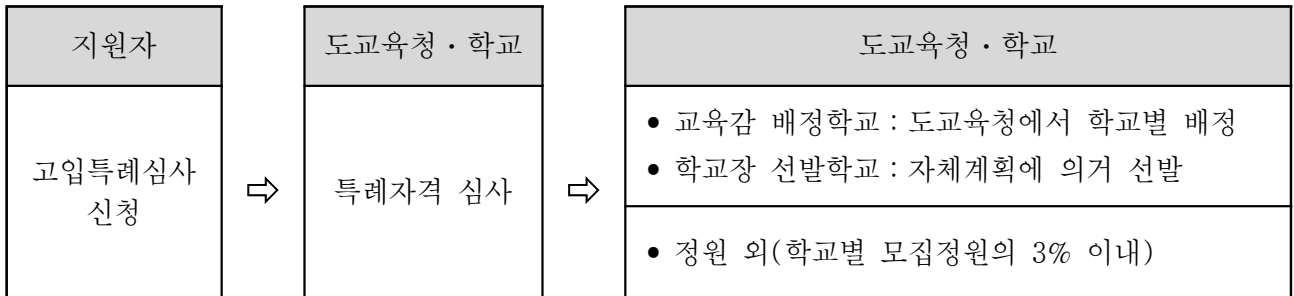 지원자
고입특례심사
신청
⇨
도교육청·학교
특례자격 심사
⇨
도교육청·학교
● 교육감 배정학교 : 도교육청에서 학교별 배정
● 학교장 선발학교 : 자체계획에 의거 선발
● 정원 외(학교별 모집정원의 3% 이내)